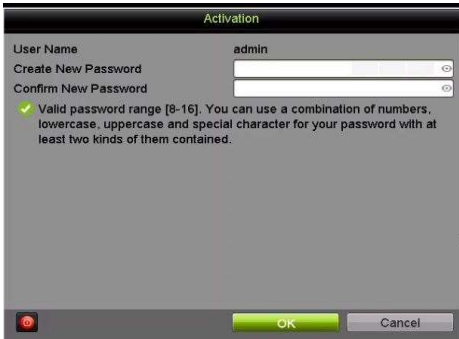 Activation
User Name admin
Create New Password
Confirm New Password
Valid password range [8-16]. You can use a combination of numbers,
lowercase, uppercase and special character for your password with at
least two kinds of them contained.
OK Cancel